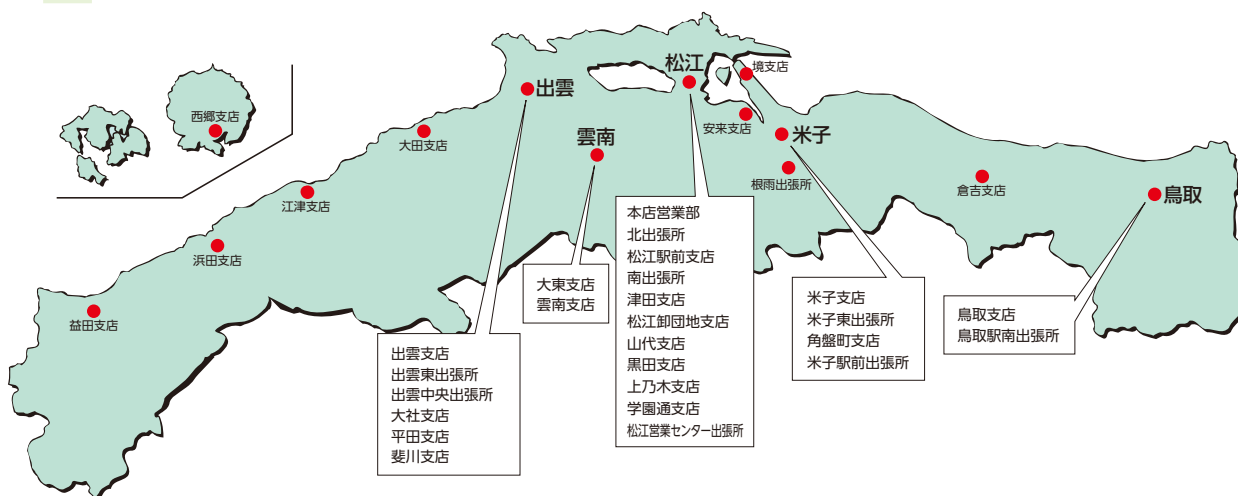 西郷支店
出雲
松江
境支店
大田支店
雲南
安来支店
米子
根雨出張所
倉吉支店
鳥取
江津支店
浜田支店
益田支店
出雲支店
出雲東出張所
出雲中央出張所
大社支店
平田支店
斐川支店
大東支店
雲南支店
本店営業部
北出張所
松江駅前支店
南出張所
津田支店
松江卸団地支店
山代支店
黒田支店
上乃木支店
学園通支店
松江営業センター出張所
米子支店
米子東出張所
角盤町支店
米子駅前出張所
鳥取支店
鳥取駅南出張所